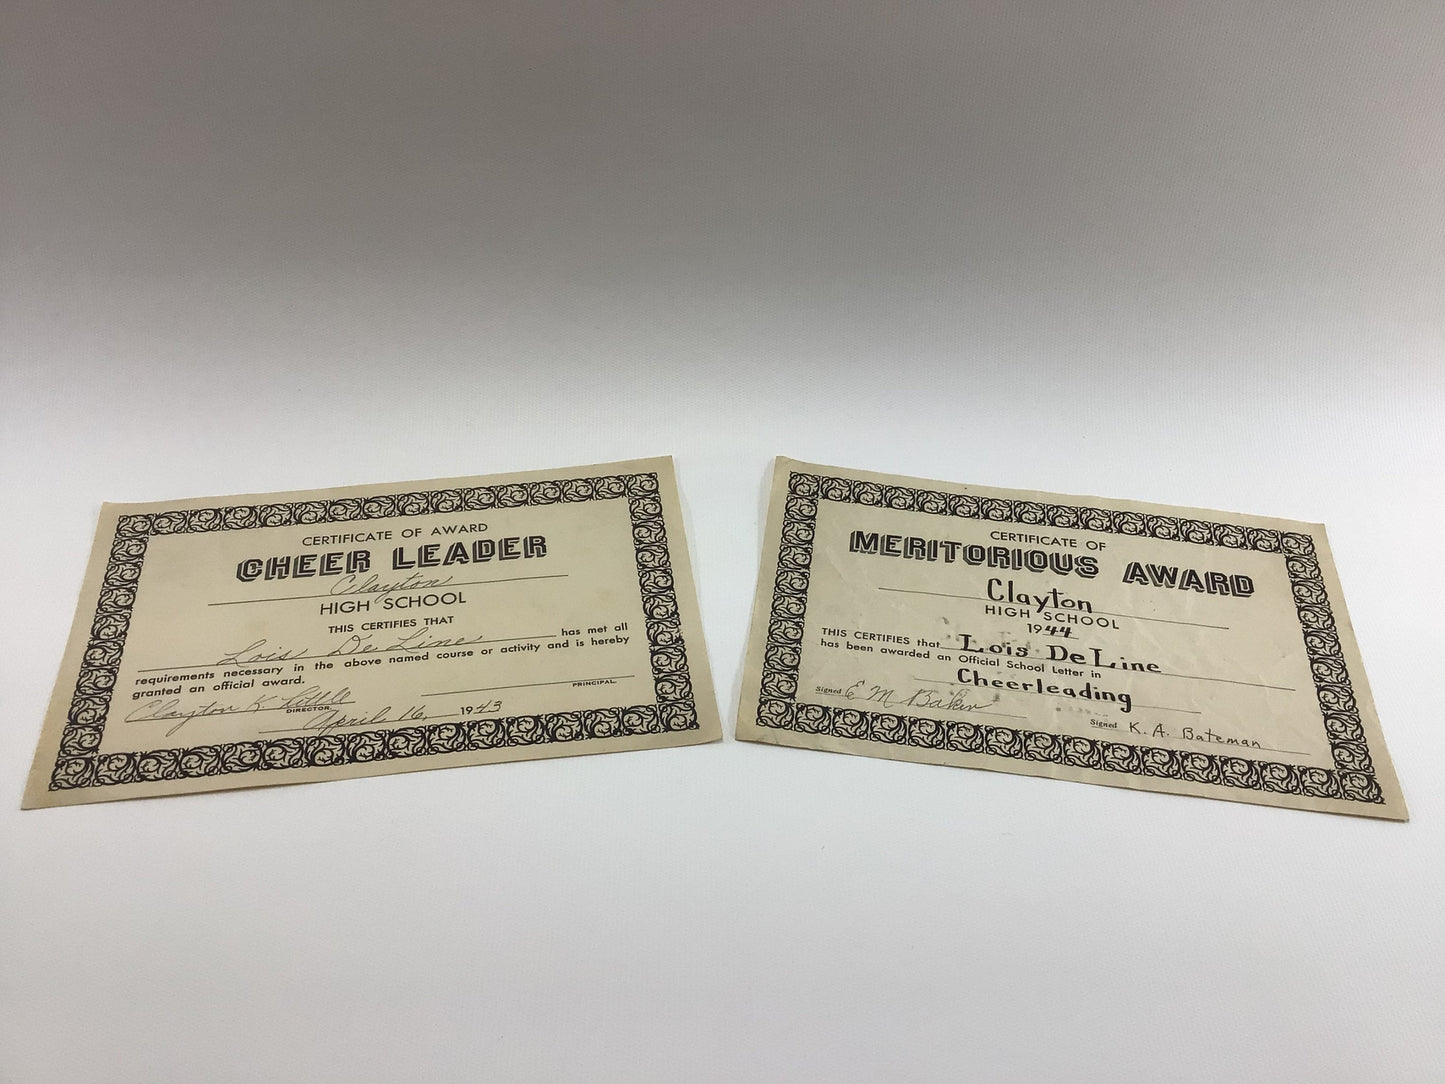 CERTIFICATE OF AWARD
CHEER LEADER
Clayton
HIGH SCHOOL
THIS CERTIFIES THAT
Lois De Line has met all
requirements necessary in the above named course or activity and is hereby
granted an official award.
Clayton K
DIRECTOR.
PRINCIPAL.
April 16, 1943
CERTIFICATE OF
MERITORIOUS AWARD
Clayton
HIGH SCHOOL
1944
THIS CERTIFIES that Lois DeLine
has been awarded an Official School Letter in
Cheerleading
Signed E M Baker
Signed K. A. Bateman